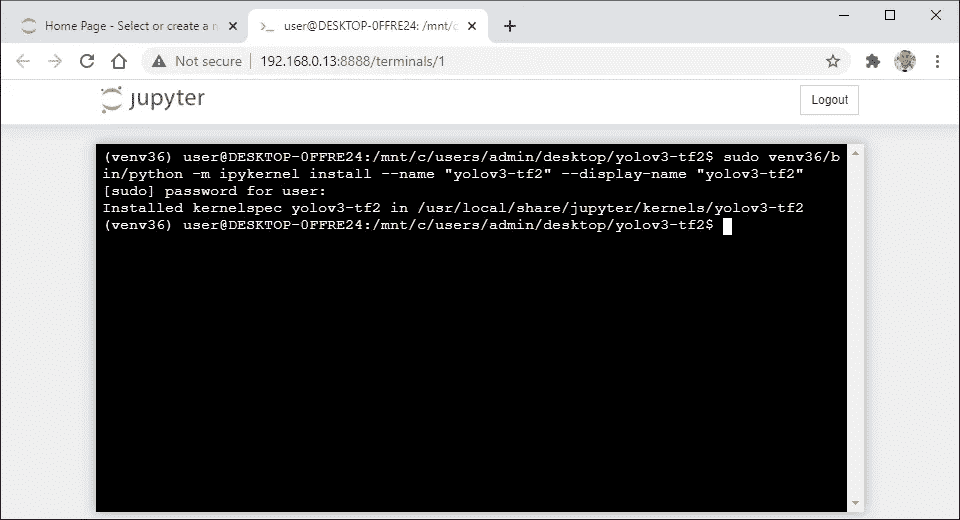 Home Page - Select or create a n
user@DESKTOP-0FFRE24: /mnt/c
Not secure
192.168.0.13:8888/terminals/1
jupyter
Logout
(venv36) user@DESKTOP-0FFRE24:/mnt/c/users/admin/desktop/yolov3-tf2$ sudo venv36/b
in/python -m ipykernel install --name "yolov3-tf2" --display-name "yolov3-tf2"
[sudo] password for user:
Installed kernelspec yolov3-tf2 in /usr/local/share/jupyter/kernels/yolov3-tf2
(venv36) user@DESKTOP-0FFRE24:/mnt/c/users/admin/desktop/yolov3-tf2$